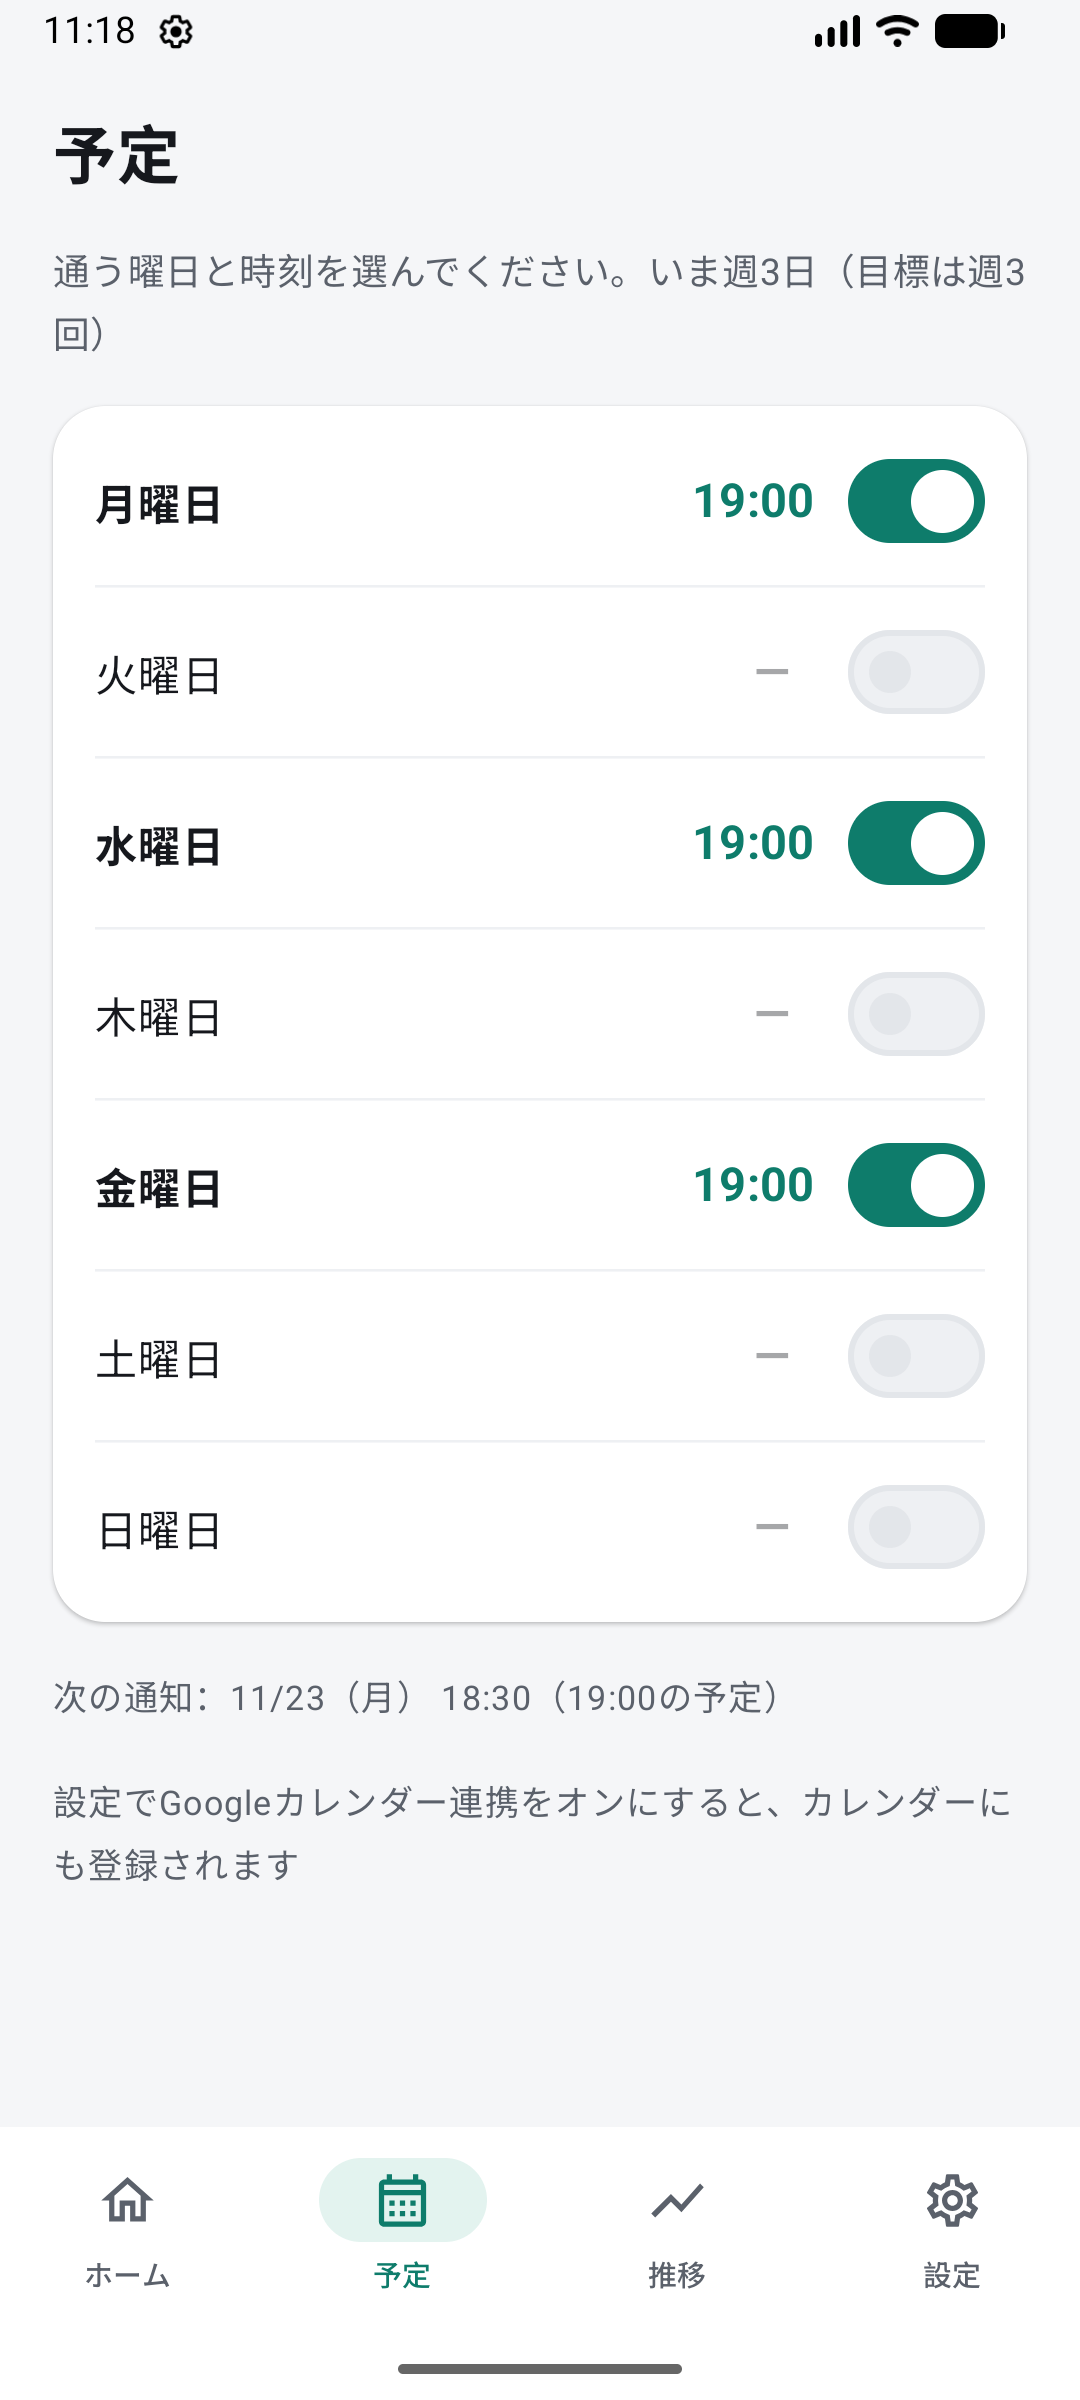 11:18
予定
通う曜日と時刻を選んでください。いま週3日（目標は週3
回）
月曜日 19:00
火曜日 —
水曜日 19:00
木曜日 —
金曜日 19:00
土曜日 —
日曜日 —
次の通知：11/23（月） 18:30（19:00の予定）
設定でGoogleカレンダー連携をオンにすると、カレンダーに
も登録されます
ホーム 予定 推移 設定